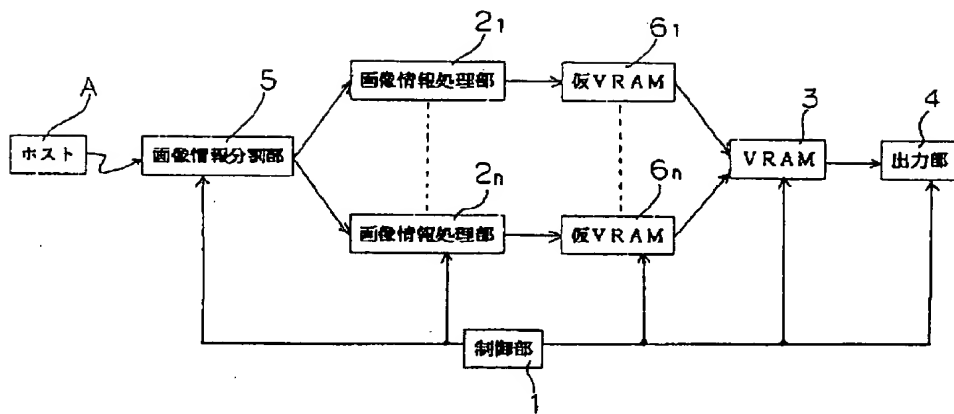 A
ホスト
5
画像情報分割部
2₁
画像情報処理部
6₁
仮VRAM
2n
画像情報処理部
6n
仮VRAM
3
VRAM
4
出力部
制御部
1